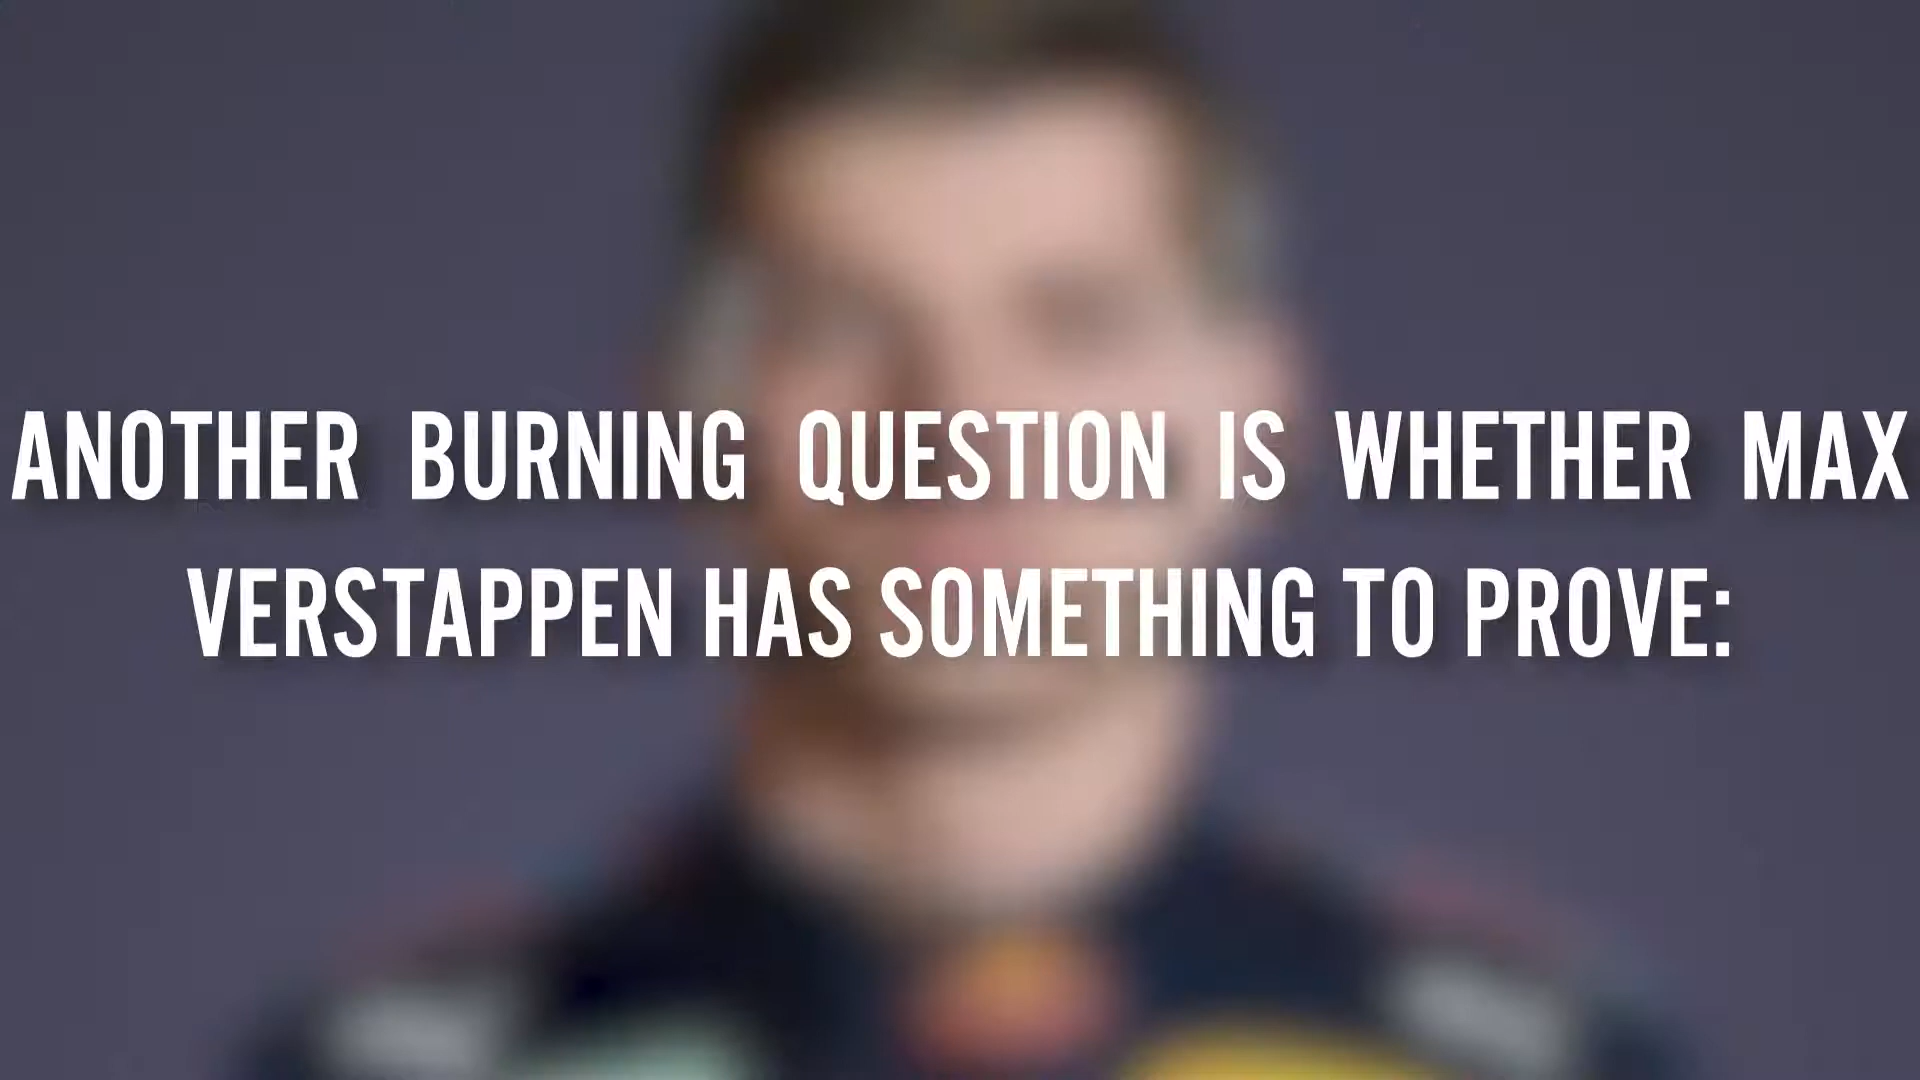 ANOTHER BURNING QUESTION IS WHETHER MAX
VERSTAPPEN HAS SOMETHING TO PROVE: